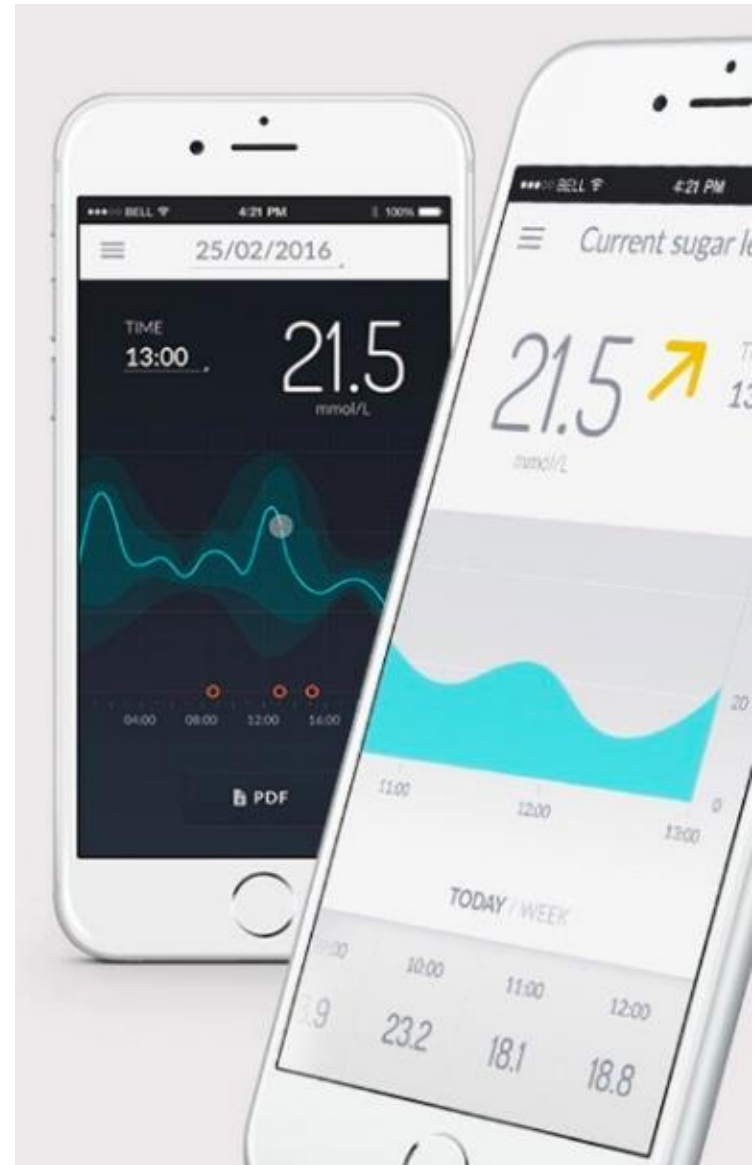 BELL 4:21 PM 100%
25/02/2016
TIME
13:00
21.5
mmol/L
04:00 08:00 12:00 16:00
PDF
BELL 4:21 PM
Current sugar
21.5
mmol/L
20
0
11:00 12:00 13:00
TODAY / WEEK
10:00 11:00 12:00
23.2 18.1 18.8